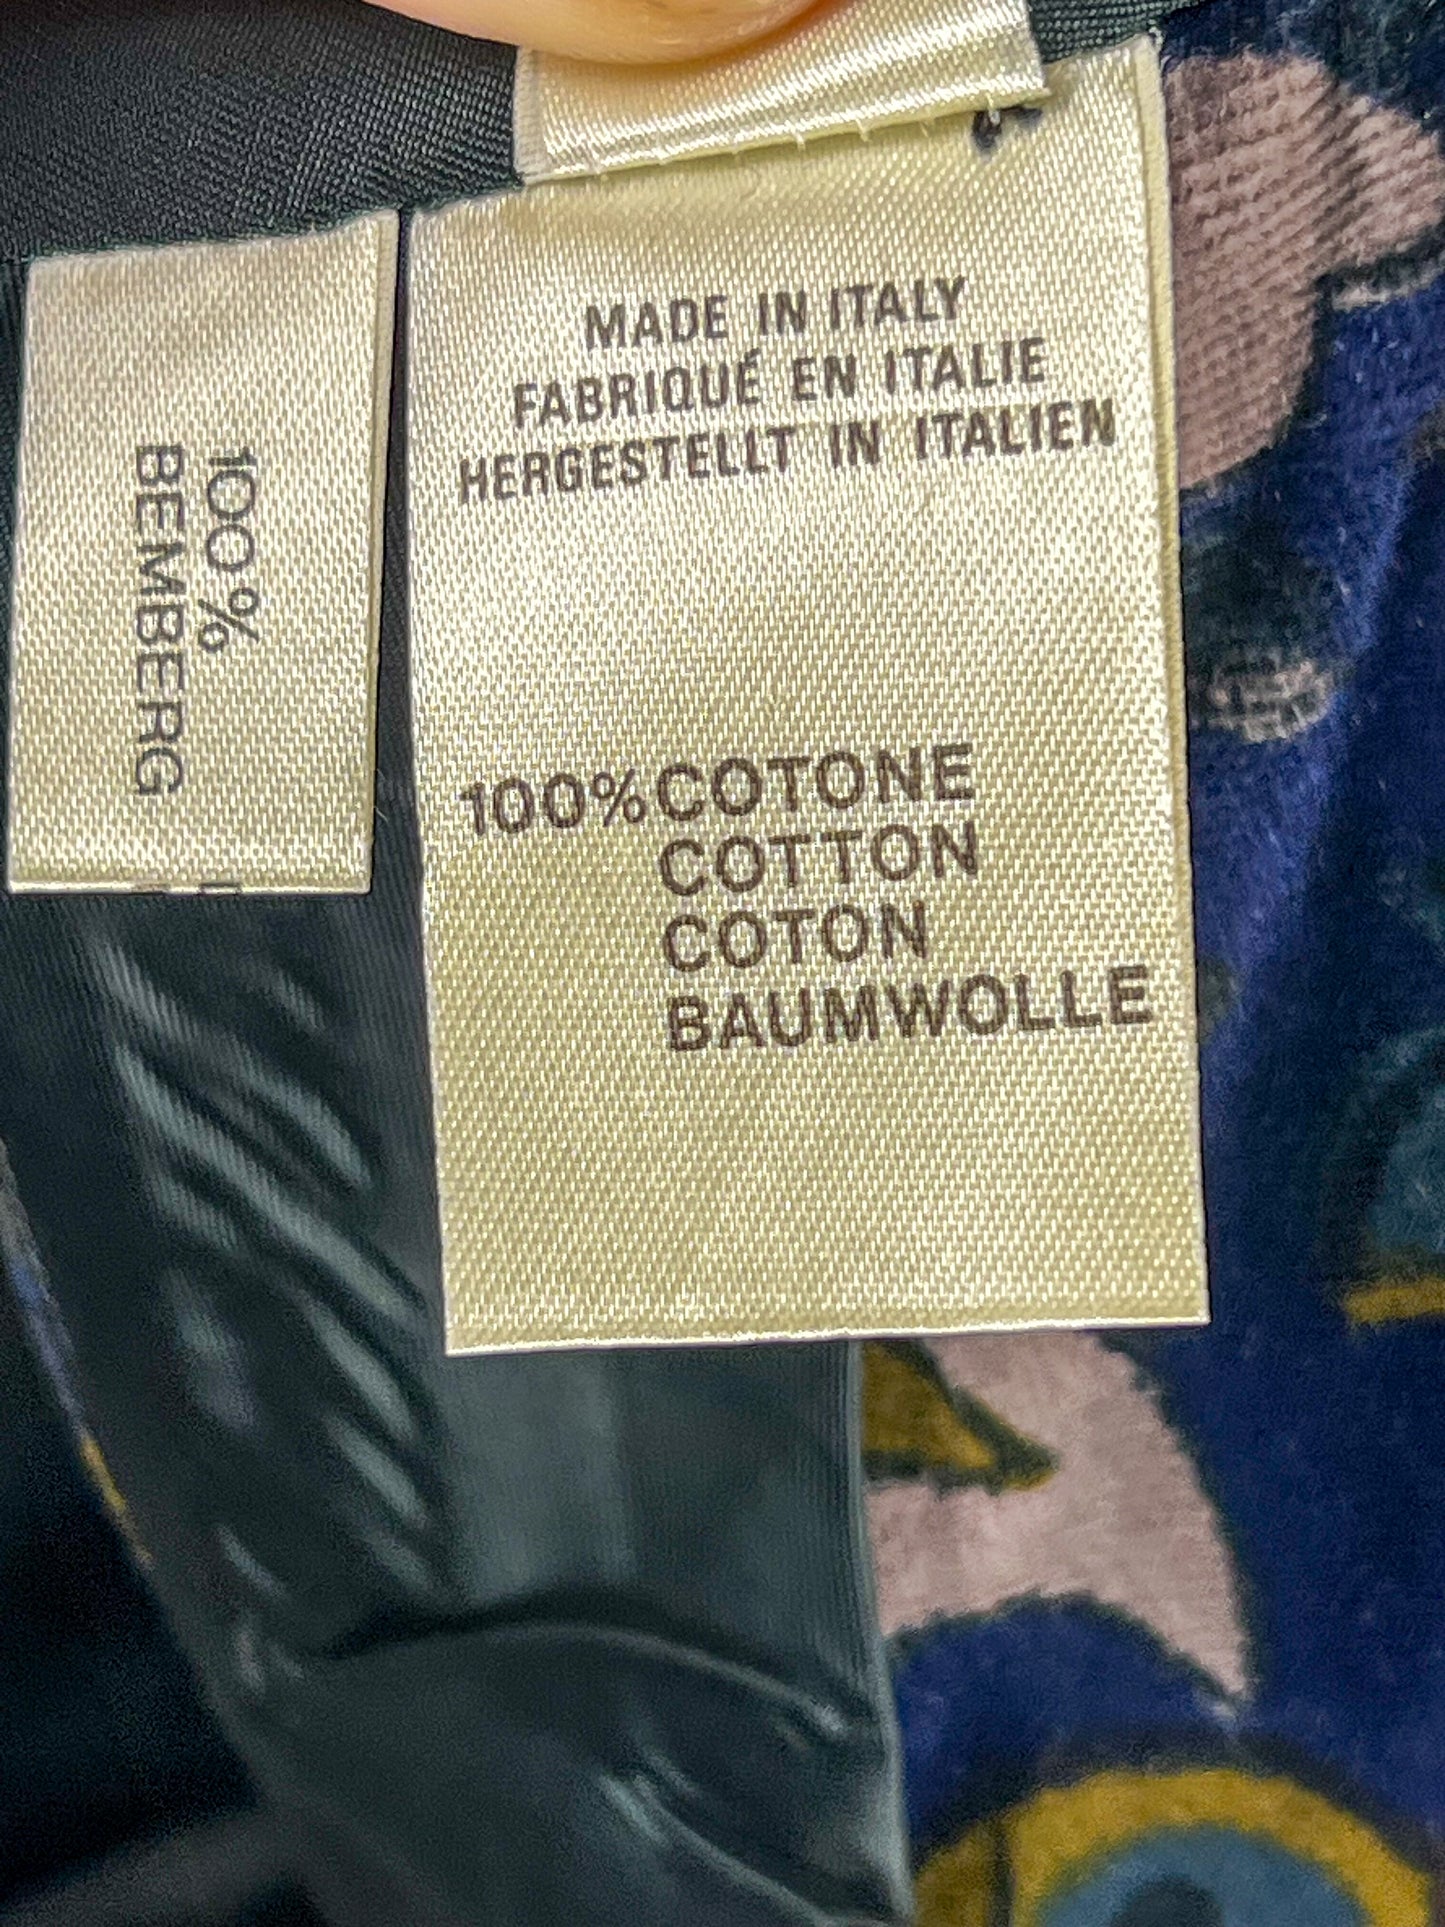 100%
BEMBERG
MADE IN ITALY
FABRIQUÉ EN ITALIE
HERGESTELLT IN ITALIEN
100% COTONE
COTTON
COTON
BAUMWOLLE